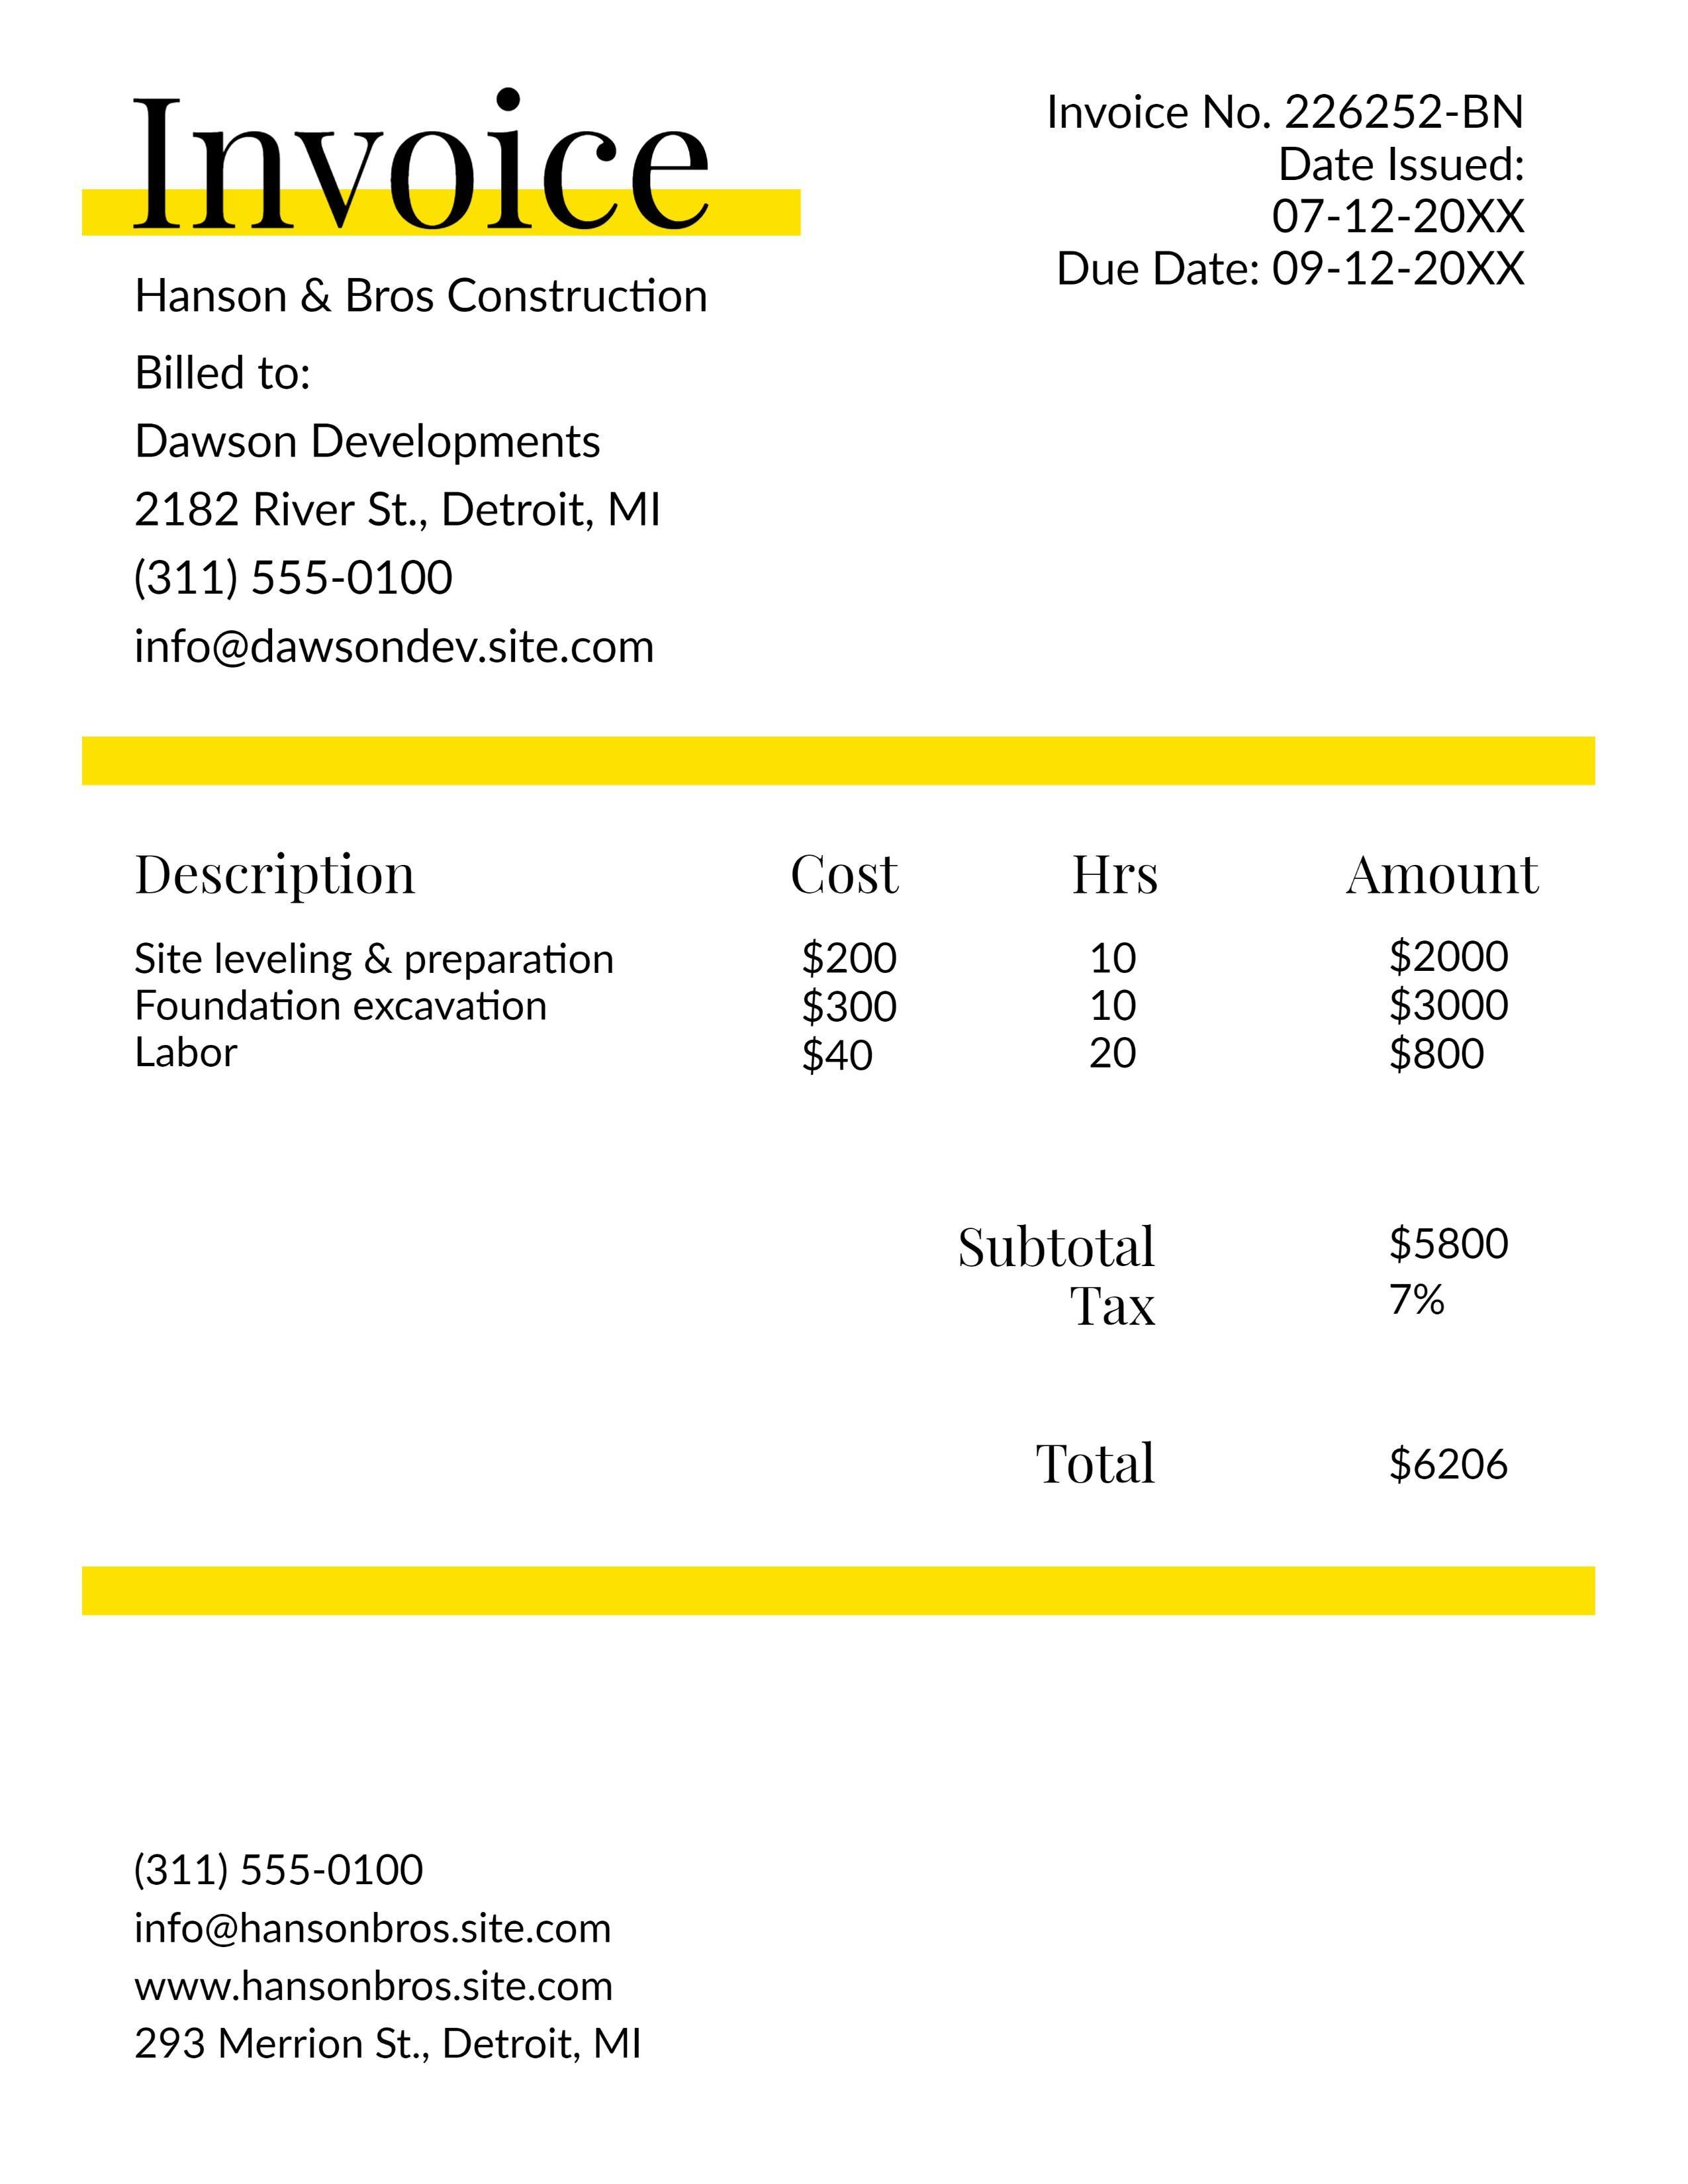 Invoice
Invoice No. 226252-BN
Date Issued:
07-12-20XX
Due Date: 09-12-20XX
Hanson & Bros Construction
Billed to:
Dawson Developments
2182 River St., Detroit, MI
(311) 555-0100
info@dawsondev.site.com
Description Cost Hrs Amount
Site leveling & preparation $200 10 $2000
Foundation excavation $300 10 $3000
Labor $40 20 $800
Subtotal $5800
Tax 7%
Total $6206
(311) 555-0100
info@hansonbros.site.com
www.hansonbros.site.com
293 Merrion St., Detroit, MI